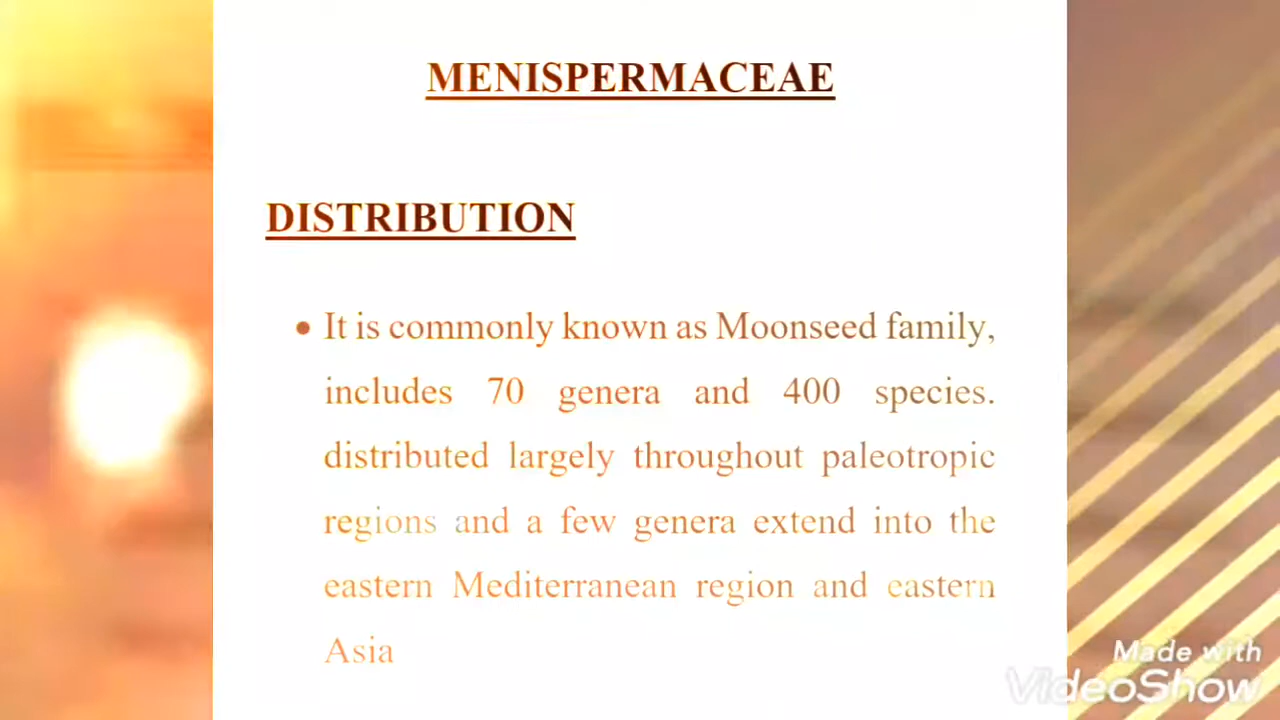 MENISPERMACEAE
DISTRIBUTION
• It is commonly known as Moonseed family,
includes 70 genera and 400 species.
distributed largely throughout paleotropic
regions and a few genera extend into the
eastern Mediterranean region and eastern
Asia
Made with
VideoShow